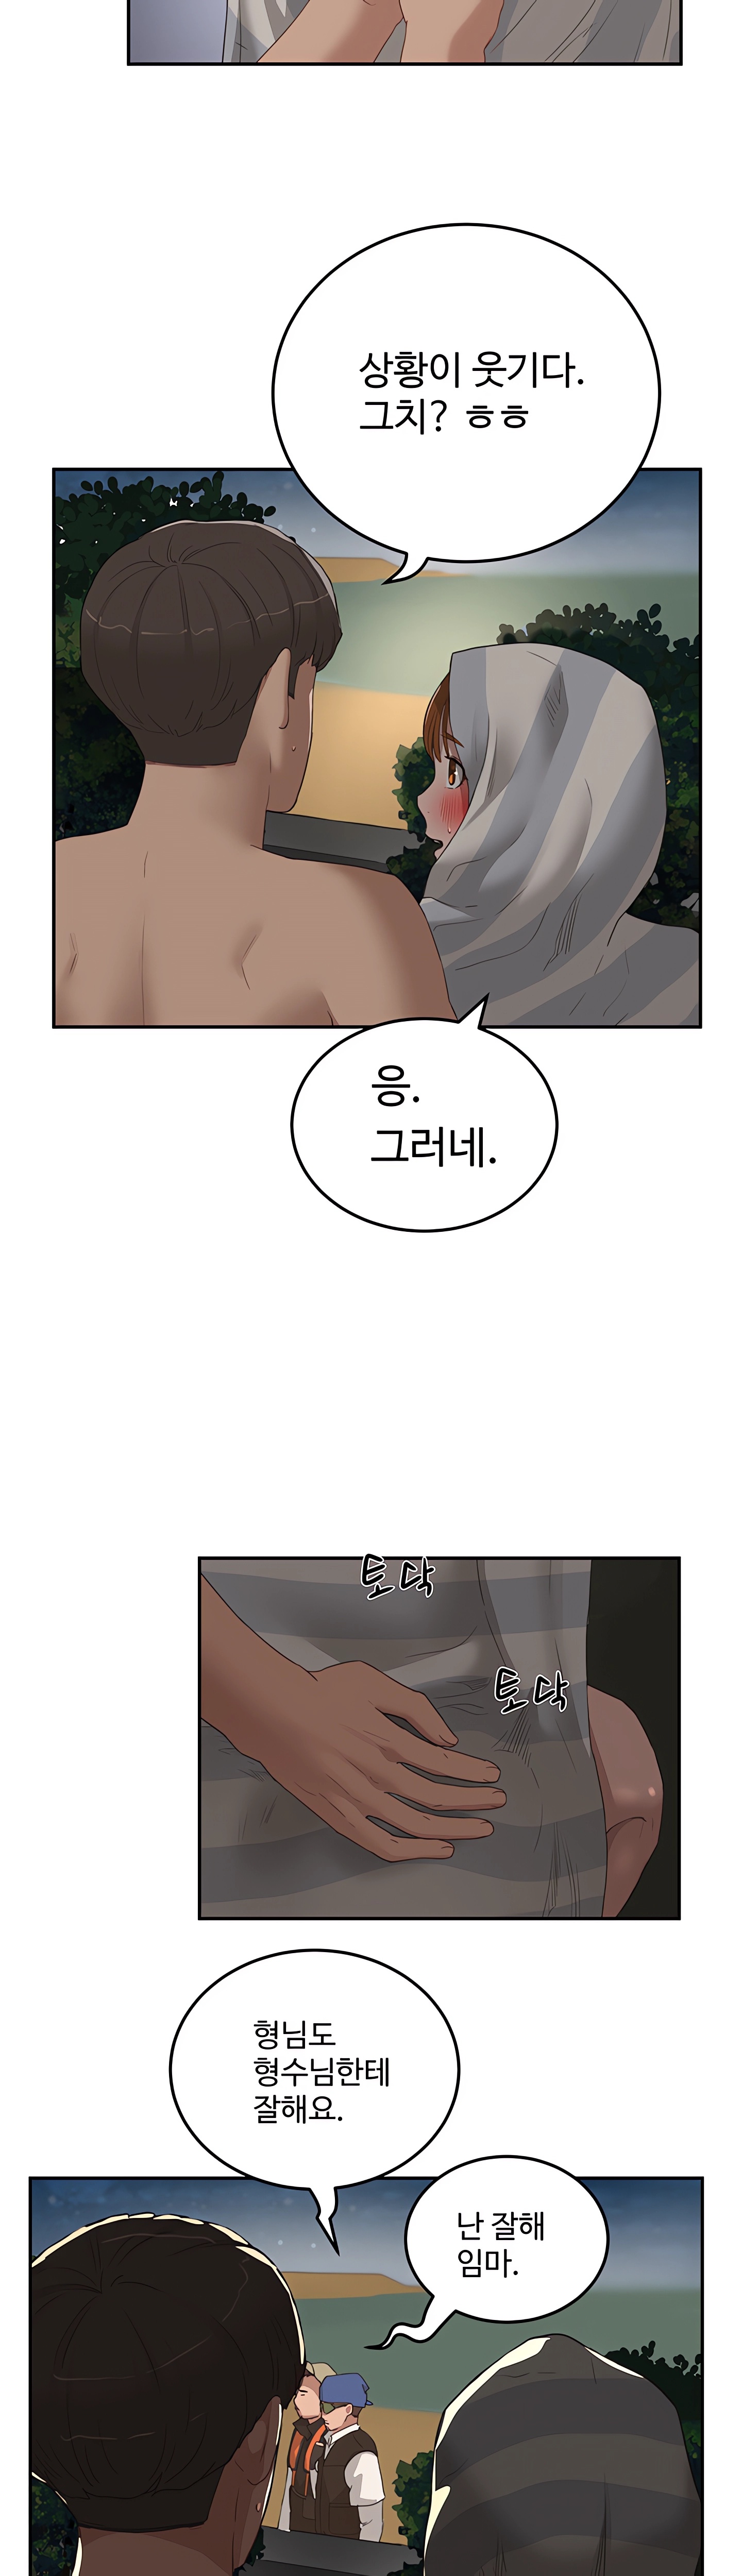 상황이 웃기다.
그치? ㅎㅎ
응.
그러네.
토닥
토닥
형님도
형수님한테
잘해요.
난 잘해
임마.